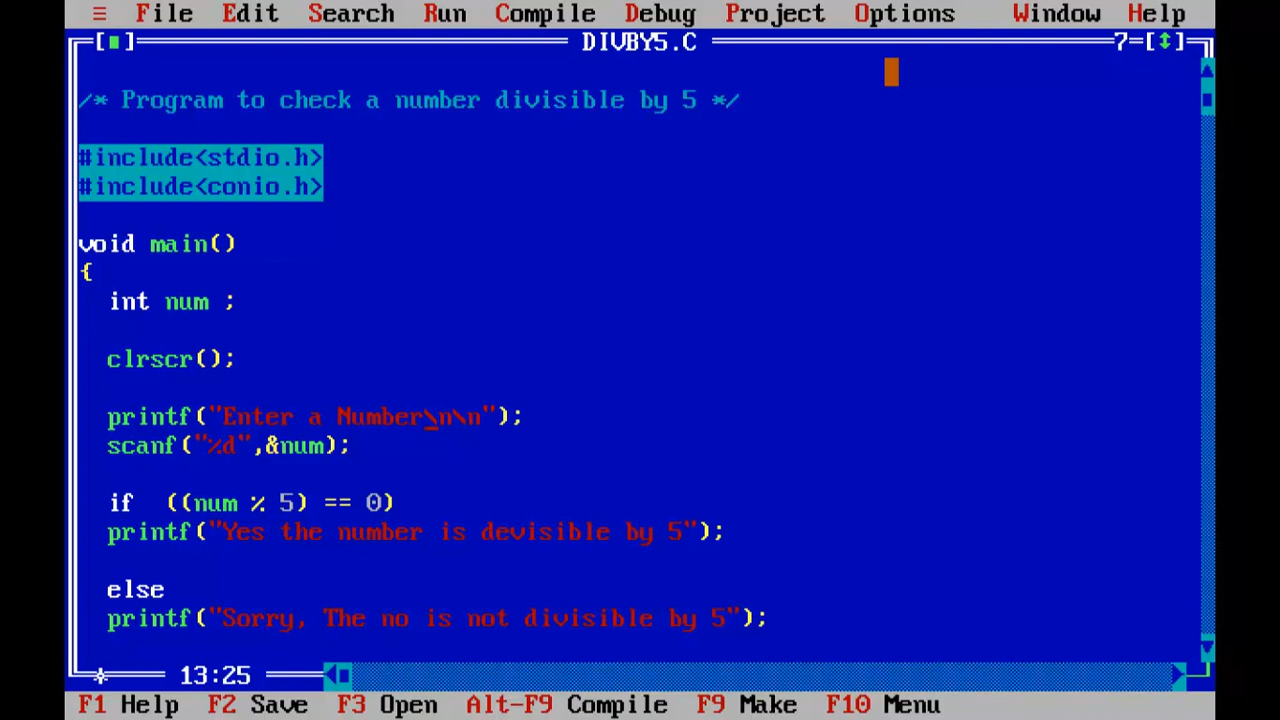 ≡ File Edit Search Run Compile Debug Project Options Window Help
[■] DIVBY5.C 7=[↕]
/* Program to check a number divisible by 5 */
#include<stdio.h>
#include<conio.h>
void main()
{
int num ;
clrscr();
printf("Enter a Number\n\n");
scanf("%d",&num);
if ((num % 5) == 0)
printf("Yes the number is devisible by 5");
else
printf("Sorry, The no is not divisible by 5");
13:25
F1 Help F2 Save F3 Open Alt-F9 Compile F9 Make F10 Menu